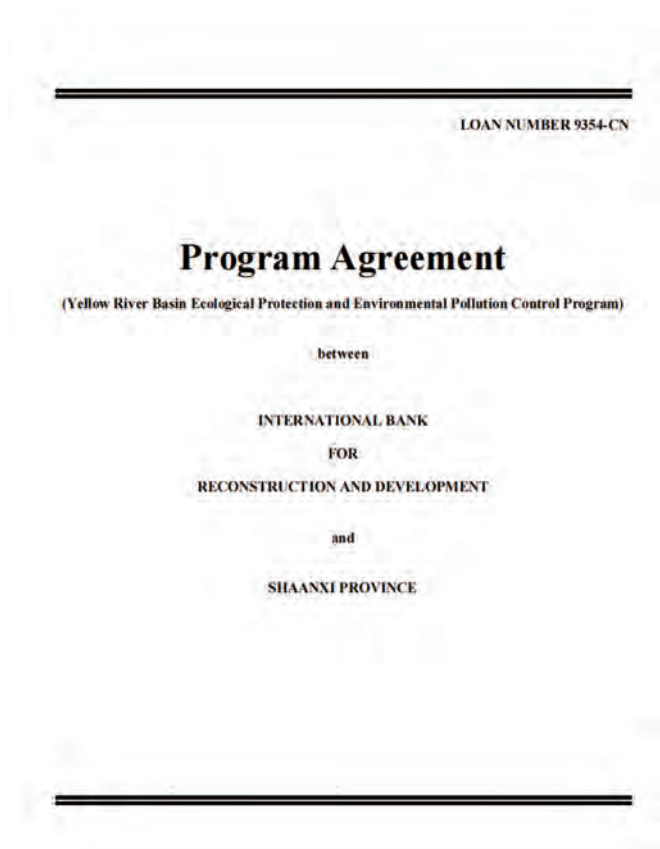 LOAN NUMBER 9354-CN
Program Agreement
(Yellow River Basin Ecological Protection and Environmental Pollution Control Program)
between
INTERNATIONAL BANK
FOR
RECONSTRUCTION AND DEVELOPMENT
and
SHAANXI PROVINCE